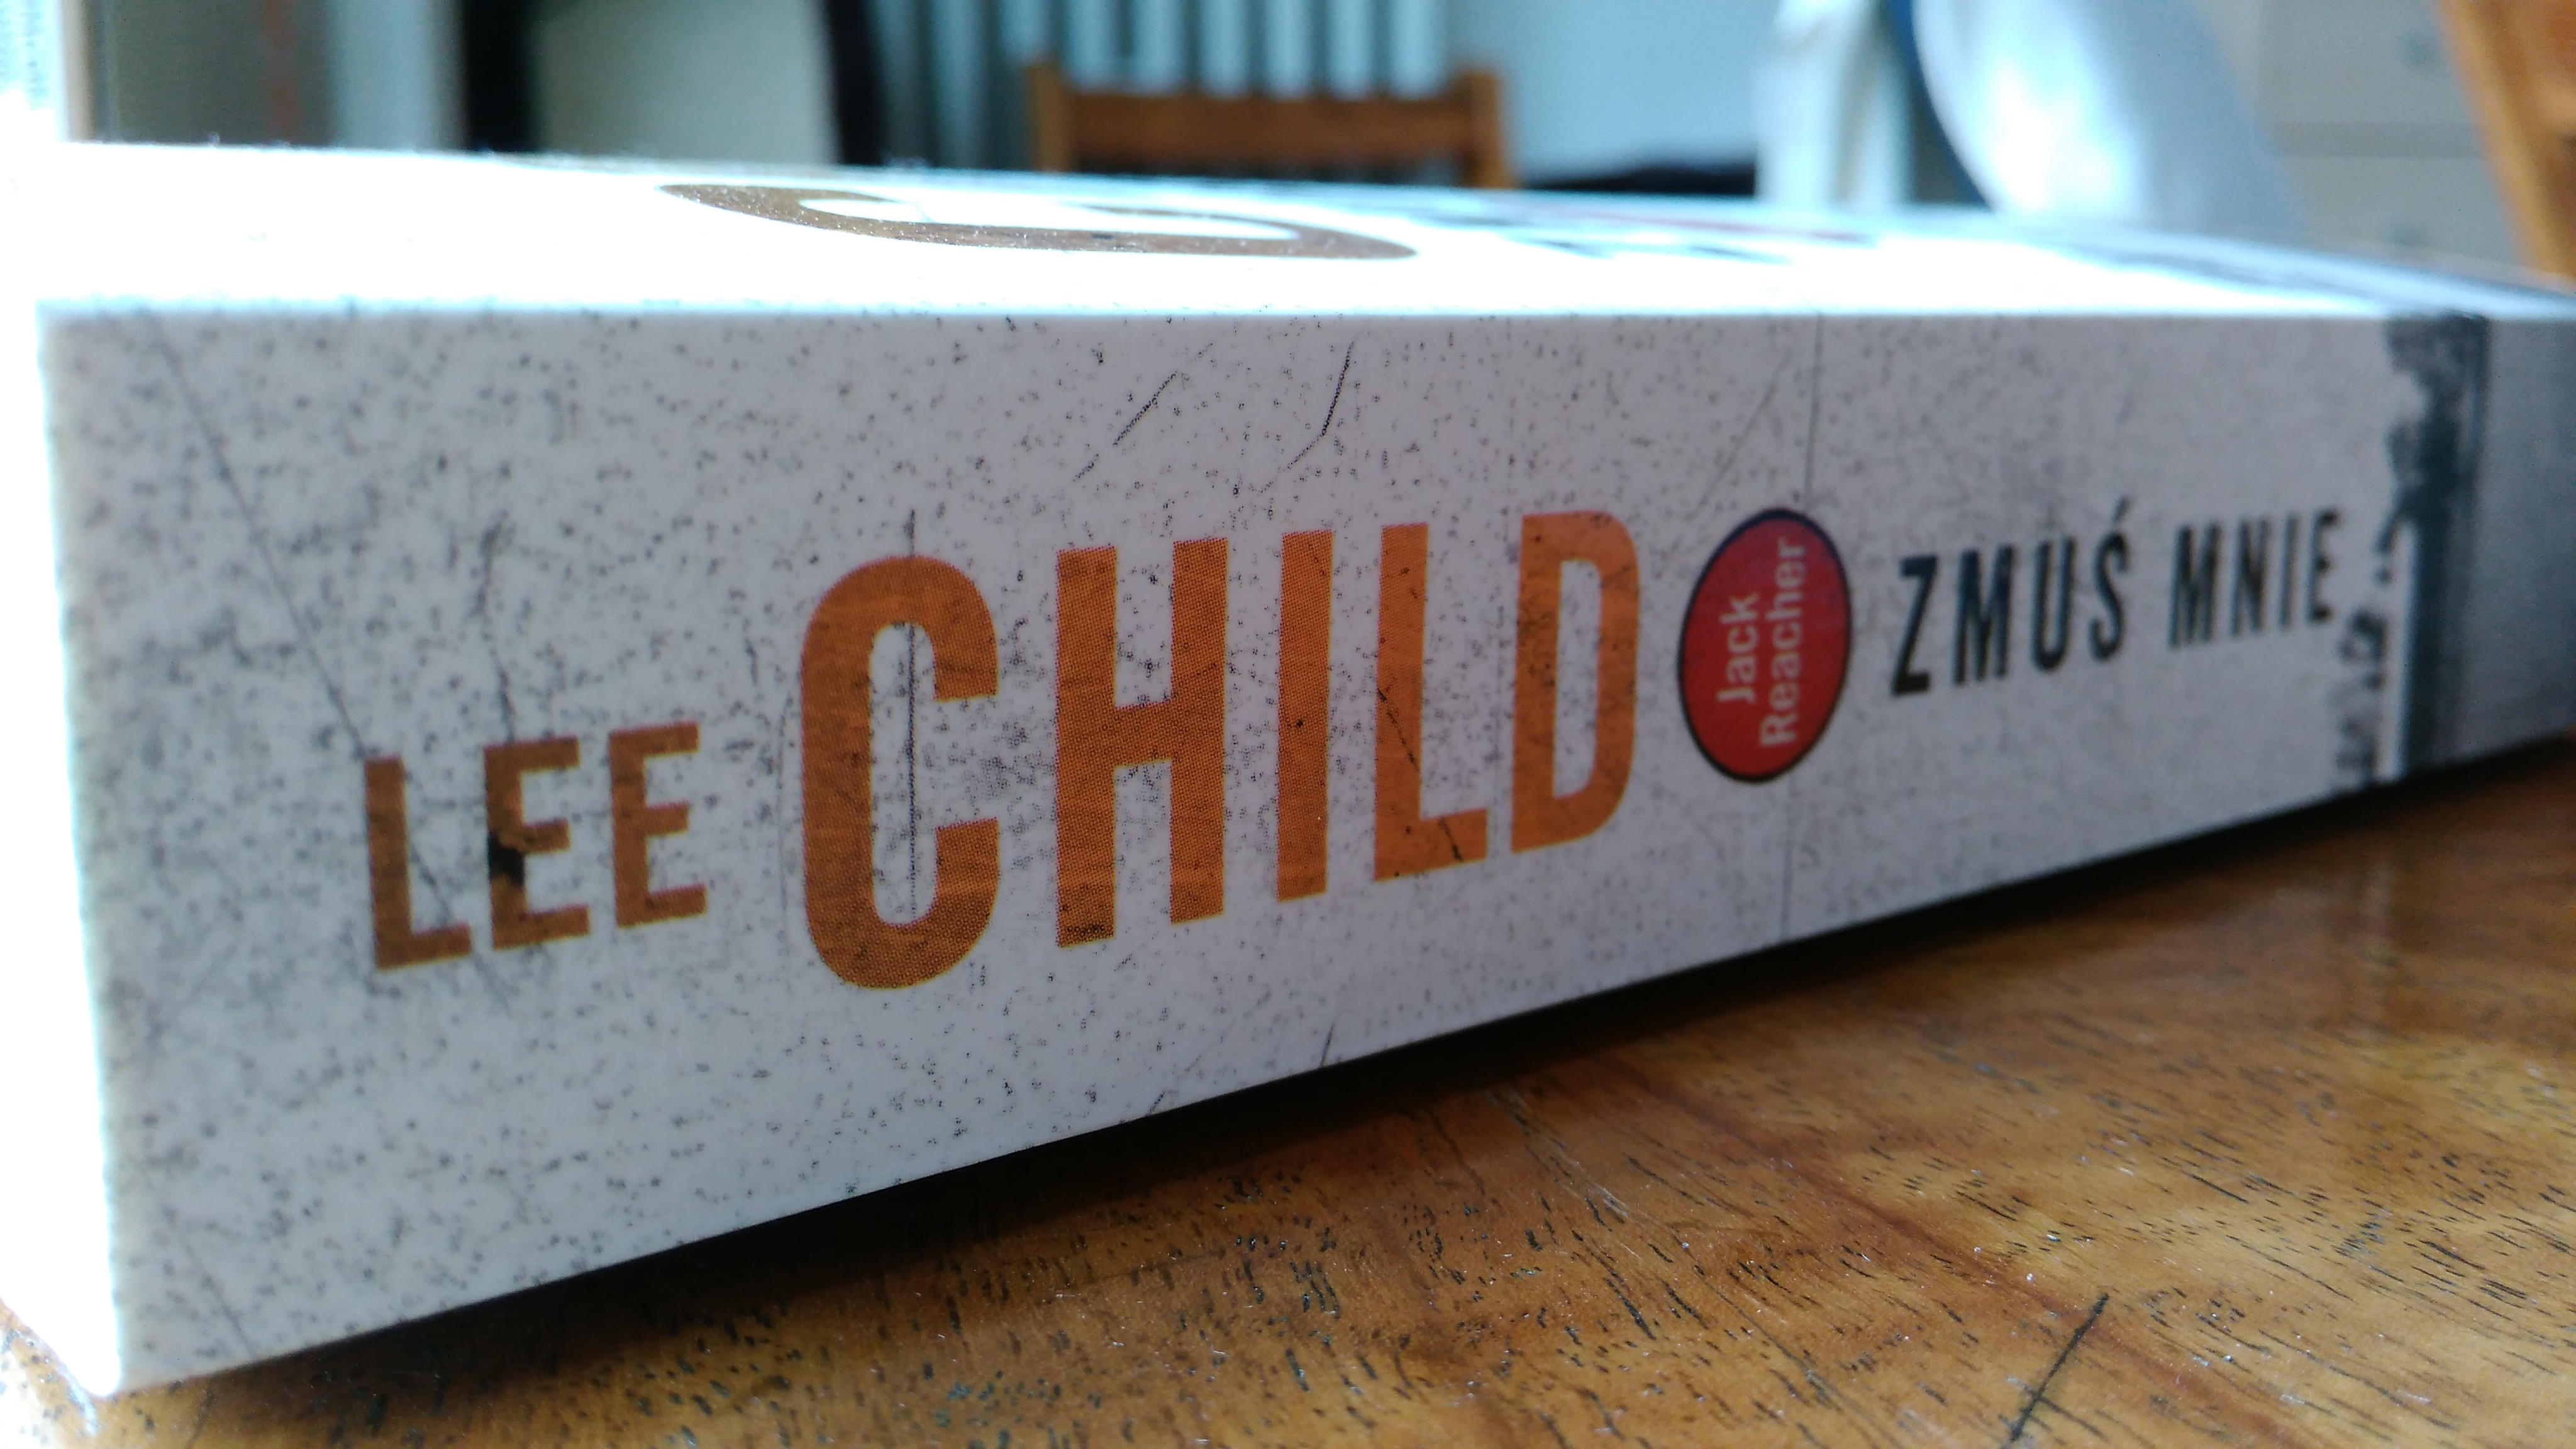 LEE CHILD
Jack
Reacher
ZMUŚ MNIE